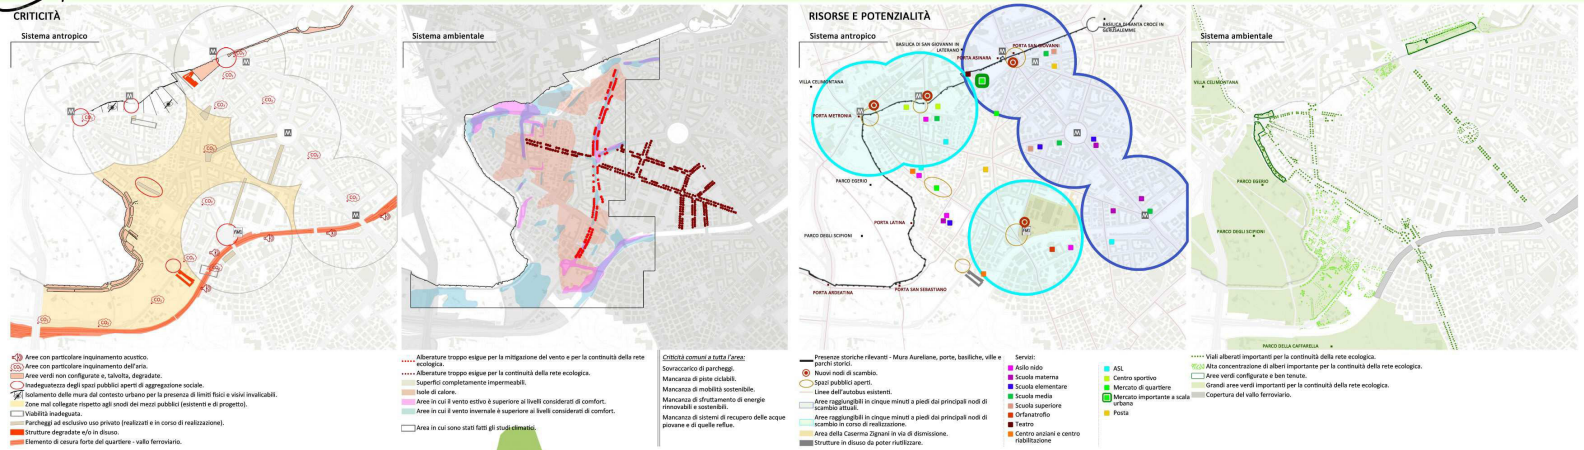 CRITICITÀ
Sistema antropico
Sistema ambientale
RISORSE E POTENZIALITÀ
Sistema antropico
Sistema ambientale
M
CO₂
CO₂
M
M
CO₂
CO₂
CO₂
M
CO₂
CO₂
CO₂
M
FM1
CO₂
CO₂
CO₂
CO₂
BASILICA DI SANTA CROCE IN
GERUSALEMME
M
BASILICA DI SAN GIOVANNI IN
LATERANO
PORTA SAN GIOVANNI
PORTA ASINARA
VILLA CELIMONTANA
M
M
PORTA METRONIA
M
PARCO EGERIO
PORTA LATINA
M
PARCO DEGLI SCIPIONI
FM1
PORTA ARDEATINA
PORTA SAN SEBASTIANO
VILLA CELIMONTANA
PARCO EGERIO
PARCO DEGLI SCIPIONI
PARCO DELLA CAFFARELLA
Aree con particolare inquinamento acustico.
Aree con particolare inquinamento dell'aria.
Aree verdi non configurate e, talvolta, degradate.
Inadeguatezza degli spazi pubblici aperti di aggregazione sociale.
Isolamento delle mura dal contesto urbano per la presenza di limiti fisici e visivi invalicabili.
Zone mal collegate rispetto agli snodi dei mezzi pubblici (esistenti e di progetto).
Viabilità inadeguata.
Parcheggi ad esclusivo uso privato (realizzati e in corso di realizzazione).
Strutture degradate e/o in disuso.
Elemento di cesura forte del quartiere - vallo ferroviario.
Alberature troppo esigue per la mitigazione del vento e per la continuità della rete
ecologica.
Alberature troppo esigue per la continuità della rete ecologica.
Superfici completamente impermeabili.
Isole di calore.
Aree in cui il vento estivo è superiore ai livelli considerati di comfort.
Aree in cui il vento invernale è superiore ai livelli considerati di comfort.
Area in cui sono stati fatti gli studi climatici.
Criticità comuni a tutta l'area:
Sovraccarico di parcheggi.
Mancanza di piste ciclabili.
Mancanza di mobilità sostenibile.
Mancanza di sfruttamento di energie
rinnovabili e sostenibili.
Mancanza di sistemi di recupero delle acque
piovane e di quelle reflue.
Presenze storiche rilevanti - Mura Aureliane, porte, basiliche, ville e
parchi storici.
Nuovi nodi di scambio.
Spazi pubblici aperti.
Linee dell'autobus esistenti.
Aree raggiungibili in cinque minuti a piedi dai principali nodi di
scambio attuali.
Aree raggiungibili in cinque minuti a piedi dai principali nodi di
scambio in corso di realizzazione.
Area della Caserma Zignani in via di dismissione.
Strutture in disuso da poter riutilizzare.
Servizi:
Asilo nido
Scuola materna
Scuola elementare
Scuola media
Scuola superiore
Orfanatrofio
Teatro
Centro anziani e centro
riabilitazione
ASL
Centro sportivo
Mercato di quartiere
Mercato importante a scala
urbana
Posta
Viali alberati importanti per la continuità della rete ecologica.
Alta concentrazione di alberi importante per la continuità della rete ecologica.
Aree verdi configurate e ben tenute.
Grandi aree verdi importanti per la continuità della rete ecologica.
Copertura del vallo ferroviario.